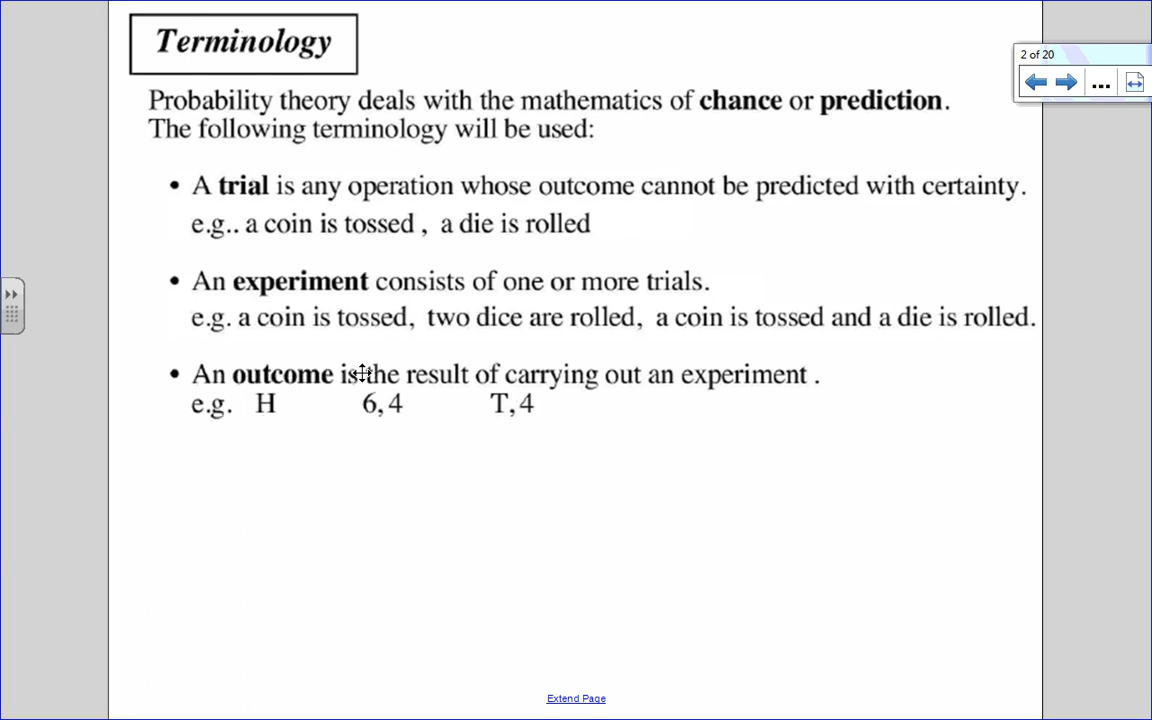 Terminology
2 of 20
Probability theory deals with the mathematics of chance or prediction.
The following terminology will be used:
• A trial is any operation whose outcome cannot be predicted with certainty.
e.g.. a coin is tossed , a die is rolled
• An experiment consists of one or more trials.
e.g. a coin is tossed, two dice are rolled, a coin is tossed and a die is rolled.
• An outcome is the result of carrying out an experiment .
e.g. H 6, 4 T, 4
Extend Page